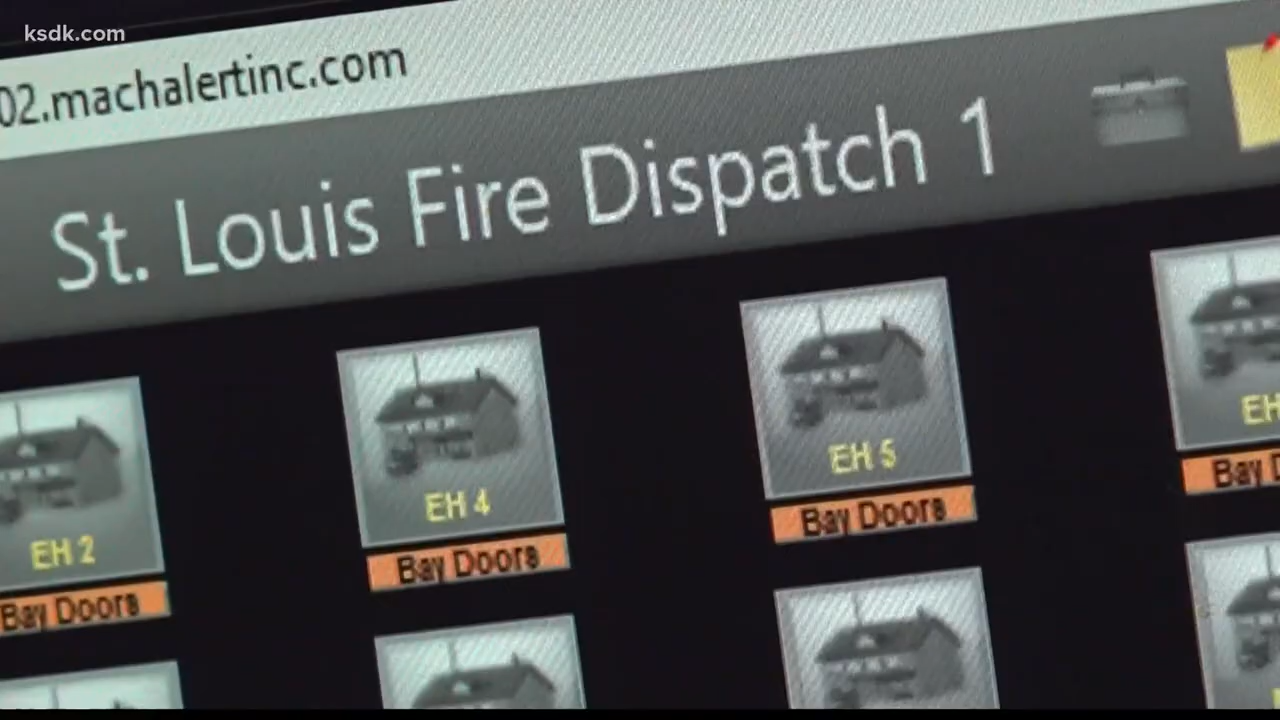 ksdk.com
02.machalertinc.com
St. Louis Fire Dispatch 1
EH 2
EH 4
EH 5
EH
Bay Doors
Bay Doors
Bay Doors
Bay D